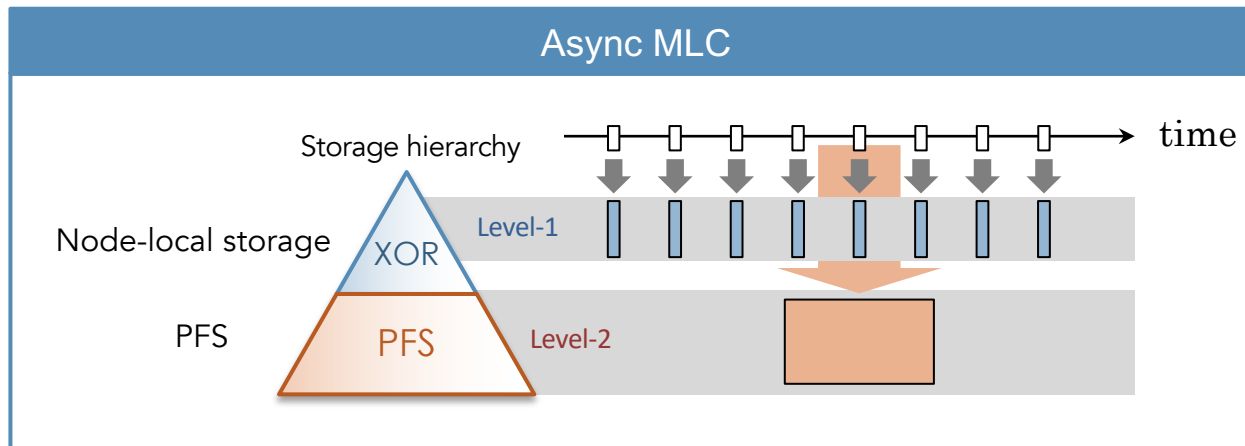 Async MLC
time
Storage hierarchy
Node-local storage
XOR
Level-1
PFS
PFS
Level-2